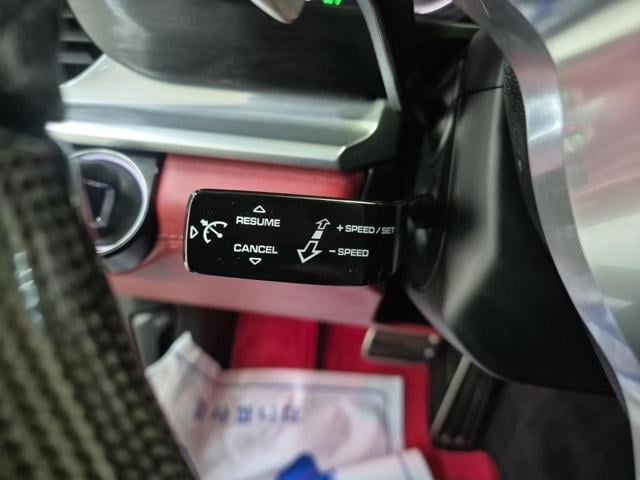 RESUME
+ SPEED / SET
CANCEL
− SPEED